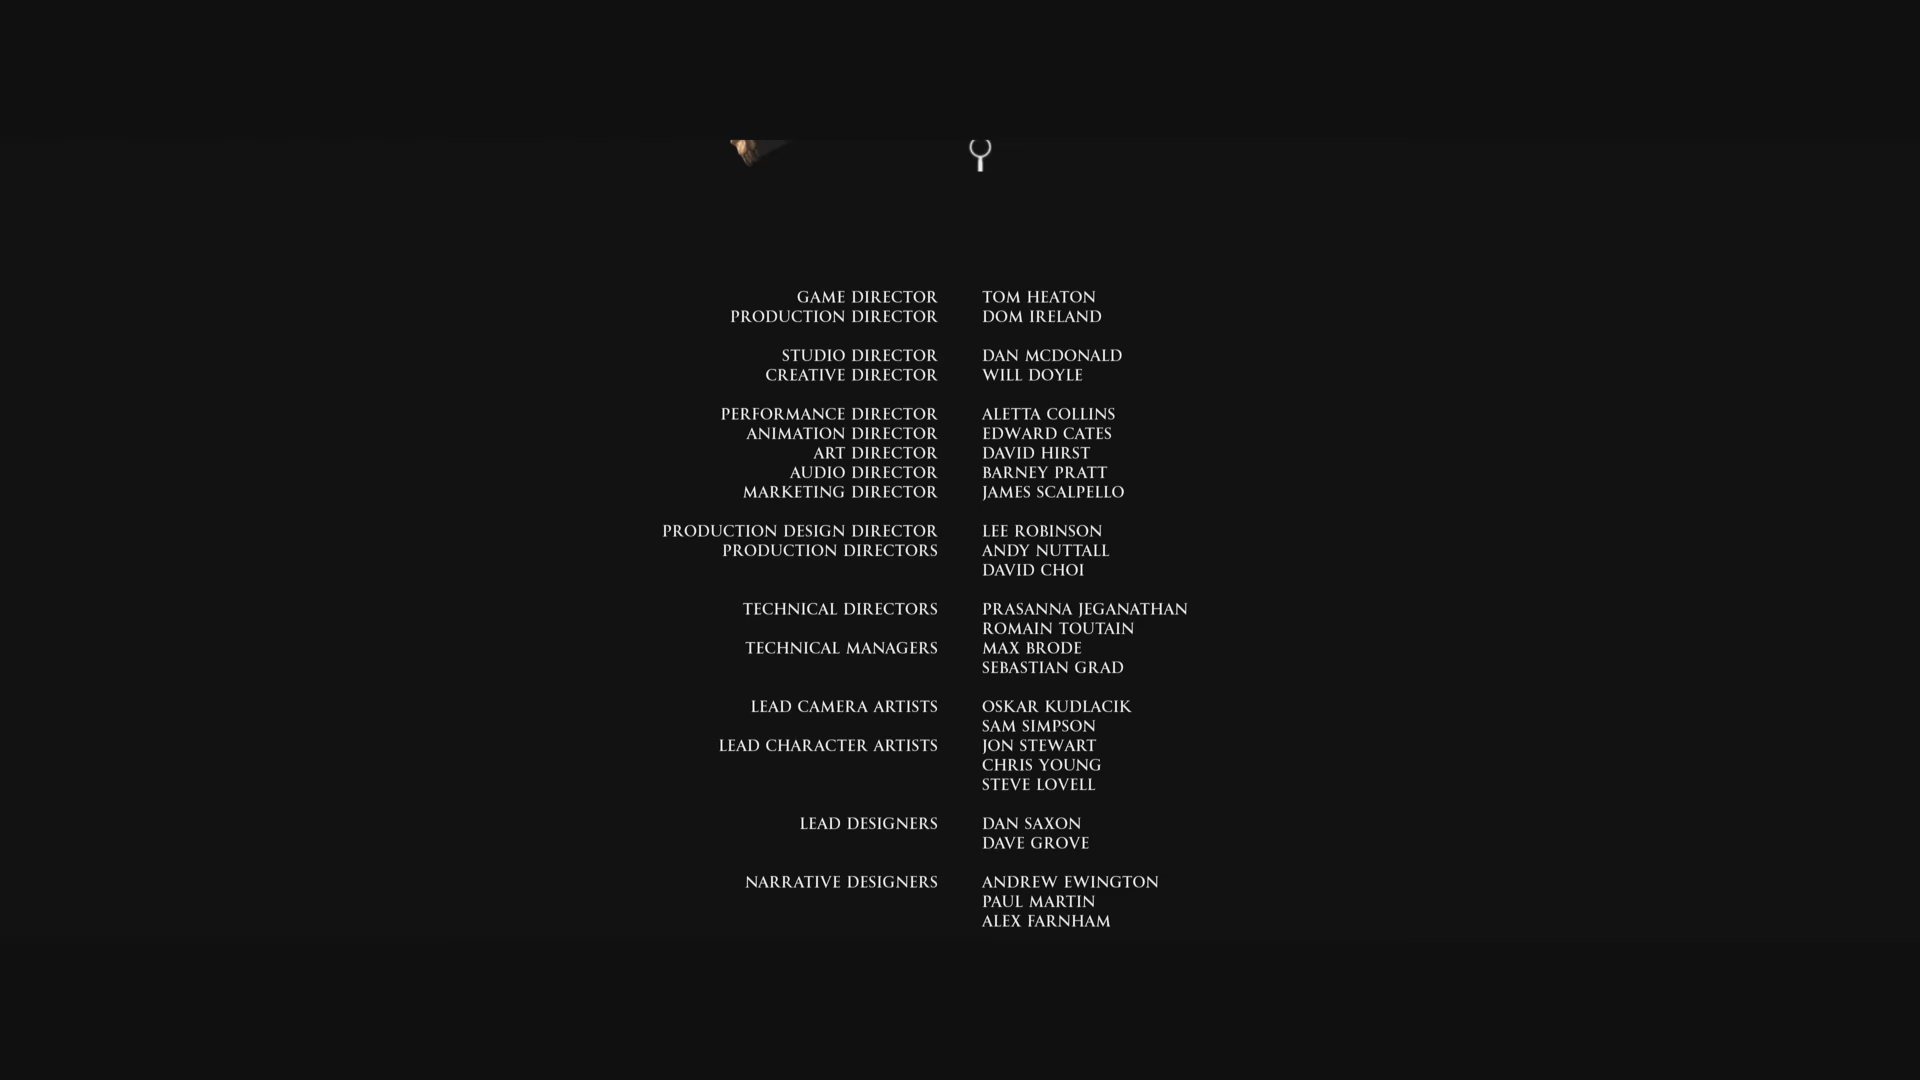 GAME DIRECTOR TOM HEATON
PRODUCTION DIRECTOR DOM IRELAND
STUDIO DIRECTOR DAN MCDONALD
CREATIVE DIRECTOR WILL DOYLE
PERFORMANCE DIRECTOR ALETTA COLLINS
ANIMATION DIRECTOR EDWARD CATES
ART DIRECTOR DAVID HIRST
AUDIO DIRECTOR BARNEY PRATT
MARKETING DIRECTOR JAMES SCALPELLO
PRODUCTION DESIGN DIRECTOR LEE ROBINSON
PRODUCTION DIRECTORS ANDY NUTTALL
DAVID CHOI
TECHNICAL DIRECTORS PRASANNA JEGANATHAN
ROMAIN TOUTAIN
TECHNICAL MANAGERS MAX BRODE
SEBASTIAN GRAD
LEAD CAMERA ARTISTS OSKAR KUDLACIK
SAM SIMPSON
LEAD CHARACTER ARTISTS JON STEWART
CHRIS YOUNG
STEVE LOVELL
LEAD DESIGNERS DAN SAXON
DAVE GROVE
NARRATIVE DESIGNERS ANDREW EWINGTON
PAUL MARTIN
ALEX FARNHAM